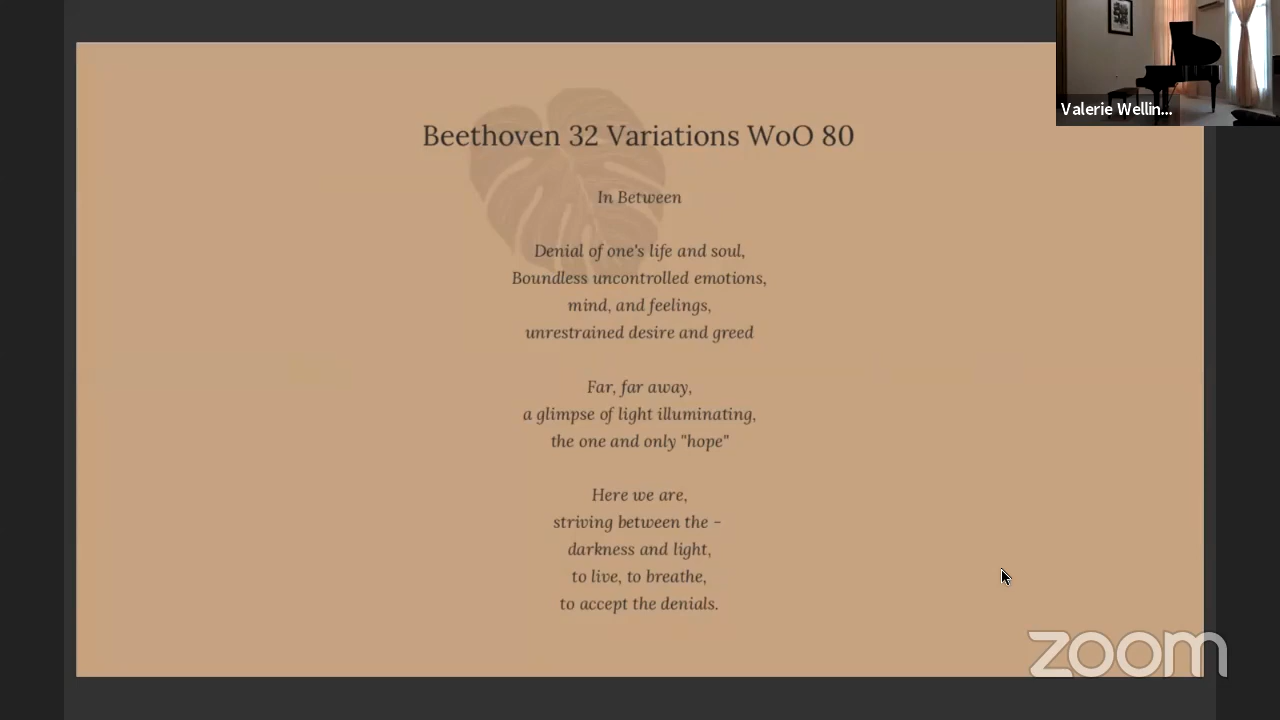 Valerie Wellin...
Beethoven 32 Variations WoO 80
In Between
Denial of one's life and soul,
Boundless uncontrolled emotions,
mind, and feelings,
unrestrained desire and greed
Far, far away,
a glimpse of light illuminating,
the one and only "hope"
Here we are,
striving between the -
darkness and light,
to live, to breathe,
to accept the denials.
zoom